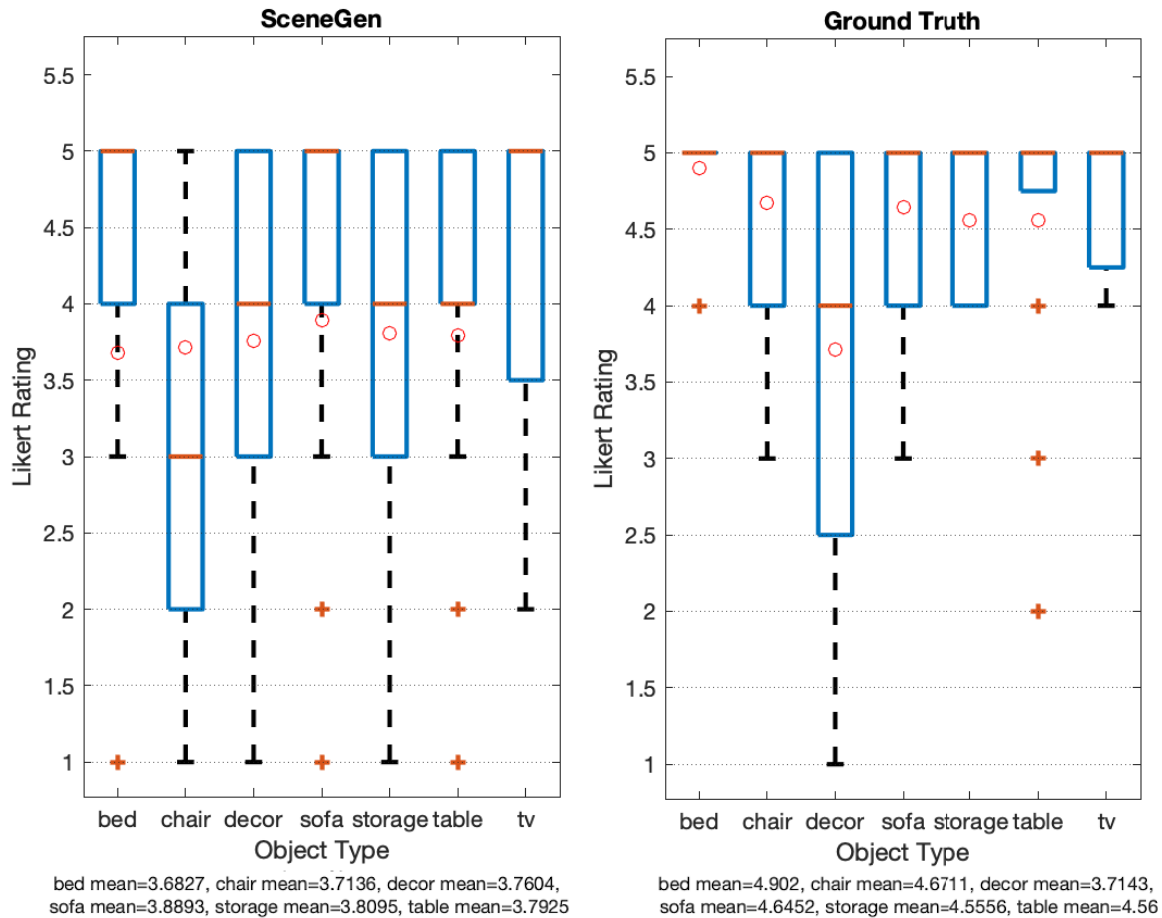 SceneGen
5.5
5
4.5
4
3.5
3
2.5
2
1.5
1
Likert Rating
bed chair decor sofa storage table tv
Object Type
bed mean=3.6827, chair mean=3.7136, decor mean=3.7604,
sofa mean=3.8893, storage mean=3.8095, table mean=3.7925
Ground Truth
5.5
5
4.5
4
3.5
3
2.5
2
1.5
1
Likert Rating
bed chair decor sofa storage table tv
Object Type
bed mean=4.902, chair mean=4.6711, decor mean=3.7143,
sofa mean=4.6452, storage mean=4.5556, table mean=4.56